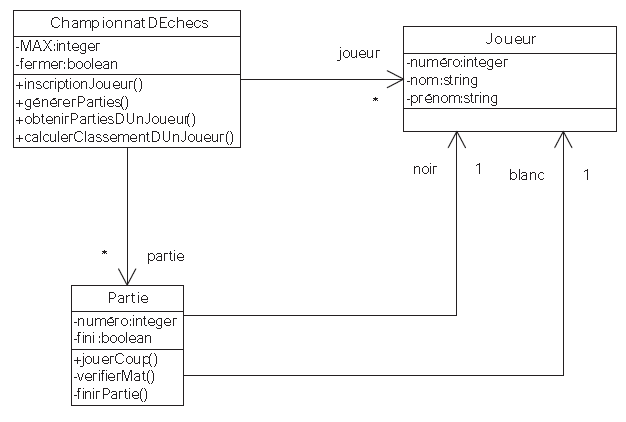 ChampionnatDEchecs
-MAX:integer
-fermer:boolean
+inscriptionJoueur()
+générerParties()
+obtenirPartiesDUnJoueur()
+calculerClassementDUnJoueur()
joueur
*
Joueur
-numéro:integer
-nom:string
-prénom:string
noir
1
blanc
1
*
partie
Partie
-numéro:integer
-fini:boolean
+jouerCoup()
-verifierMat()
-finirPartie()